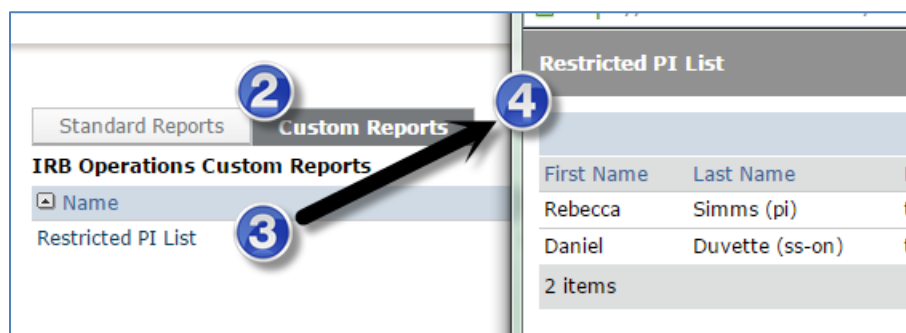 2
Standard Reports
Custom Reports
IRB Operations Custom Reports
Name
3
Restricted PI List
4
Restricted PI List
First Name Last Name
Rebecca Simms (pi)
Daniel Duvette (ss-on)
2 items